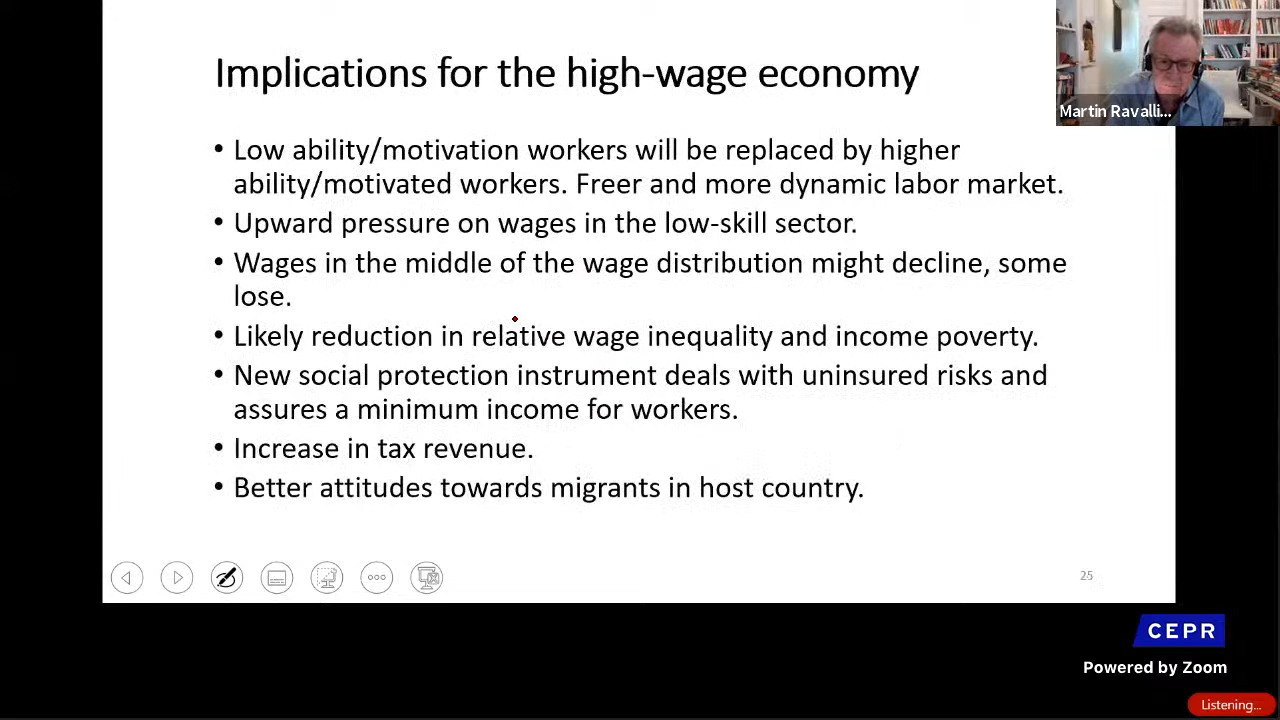 Implications for the high-wage economy
• Low ability/motivation workers will be replaced by higher
ability/motivated workers. Freer and more dynamic labor market.
• Upward pressure on wages in the low-skill sector.
• Wages in the middle of the wage distribution might decline, some
lose.
• Likely reduction in relative wage inequality and income poverty.
• New social protection instrument deals with uninsured risks and
assures a minimum income for workers.
• Increase in tax revenue.
• Better attitudes towards migrants in host country.
25
Martin Ravalli...
CEPR
Powered by Zoom
Listening...